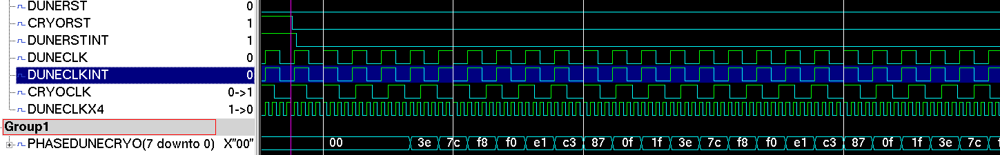 DUNERST 0
CRYORST 1
DUNERSTINT 1
DUNECLK 0
DUNECLKINT 0
CRYOCLK 0->1
DUNECLKX4 1->0
Group1
PHASEDUNECRYO(7 downto 0) X"00" 00 3e 7c f8 f0 e1 c3 87 0f 1f 3e 7c f8 f0 e1 c3 87 0f 1f 3e 7c